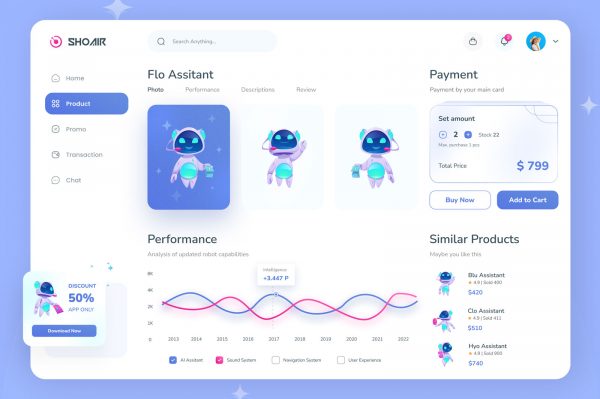 SHOAIR
Search Anything...
Home
Product
Promo
Transaction
Chat
DISCOUNT
50%
APP ONLY
Download Now
Flo Assitant
Photo
Performance
Descriptions
Review
Payment
Payment by your main card
Set amount
2
Stock 22
Max. purchase 1 pcs
Total Price
$ 799
Buy Now
Add to Cart
Performance
Analysis of updated robot capabilities
8K
4K
2K
1K
0
Intelligence
+3.447 P
2013 2014 2015 2016 2017 2018 2019 2020 2021 2022
AI Assitant
Sound System
Navigation System
User Experience
Similar Products
Maybe you like this
Blu Assistant
4.9 | Sold 400
$420
Clo Assistant
4.9 | Sold 411
$510
Hyo Assistant
4.9 | Sold 900
$740